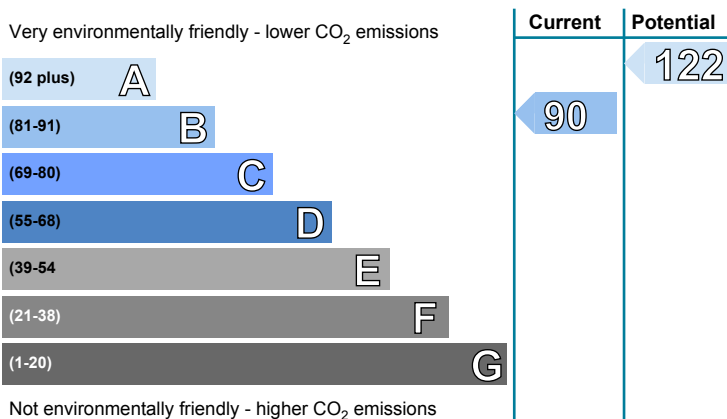 Current Potential
Very environmentally friendly - lower CO2 emissions
122
(92 plus) A
90
(81-91) B
(69-80) C
(55-68) D
(39-54 E
(21-38) F
(1-20) G
Not environmentally friendly - higher CO2 emissions